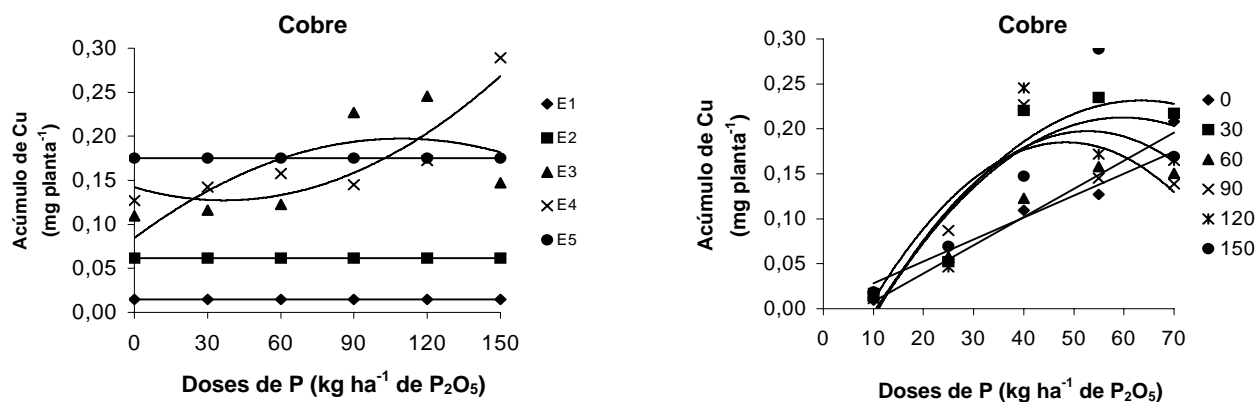 Cobre
Acúmulo de Cu
(mg planta⁻¹)
0,30
0,25
0,20
0,15
0,10
0,05
0,00
0 30 60 90 120 150
Doses de P (kg ha⁻¹ de P₂O₅)
E1
E2
E3
E4
E5
Cobre
Acúmulo de Cu
(mg planta⁻¹)
0,30
0,25
0,20
0,15
0,10
0,05
0,00
0 10 20 30 40 50 60 70
Doses de P (kg ha⁻¹ de P₂O₅)
0
30
60
90
120
150